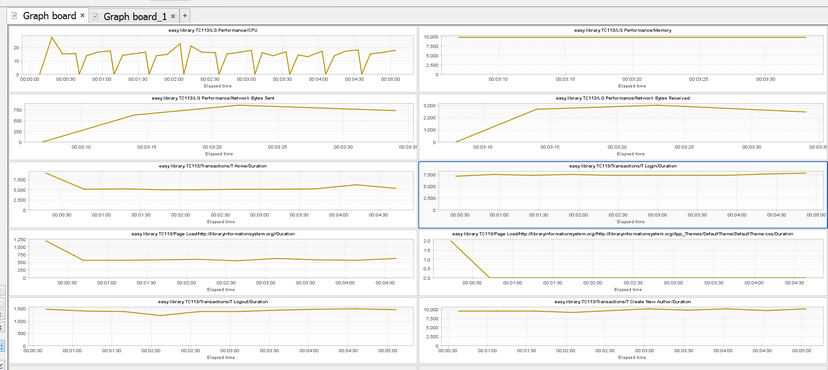 Graph board × Graph board_1 × +
easy library TC113/LG Performance/CPU
20
10
0
00:00:00 00:00:30 00:01:00 00:01:30 00:02:00 00:02:30 00:03:00 00:03:30 00:04:00 00:04:30 00:05:00
Elapsed time
easy library TC113/LG Performance/Memory
10,000
7,500
5,000
2,500
0
00:03:10 00:03:15 00:03:20 00:03:25 00:03:30
Elapsed time
easy library TC113/LG Performance/Network Bytes Sent
750
500
250
0
00:03:10 00:03:15 00:03:20 00:03:25 00:03:30 00:03:35
Elapsed time
easy library TC113/LG Performance/Network Bytes Received
3,000
2,000
1,000
0
00:03:10 00:03:15 00:03:20 00:03:25 00:03:30 00:03:35
Elapsed time
easy library TC113/Transactions/T Home/Duration
7,500
5,000
2,500
0
00:00:30 00:01:00 00:01:30 00:02:00 00:02:30 00:03:00 00:03:30 00:04:00 00:04:30
Elapsed time
easy library TC113/Transactions/T Login/Duration
7,500
5,000
2,500
0
00:00:30 00:01:00 00:01:30 00:02:00 00:02:30 00:03:00 00:03:30 00:04:00 00:04:30 00:05:00
Elapsed time
easy library TC113/Page Load/http://libraryinformationsystem.org//Duration
1,250
1,000
750
500
250
0
00:00:30 00:01:00 00:01:30 00:02:00 00:02:30 00:03:00 00:03:30 00:04:00 00:04:30
Elapsed time
easy library TC113/Page Load/http://libraryinformationsystem.org//http://libraryinformationsystem.org/App_Themes/DefaultTheme/DefaultTheme.css/Duration
2.0
1.5
1.0
0.5
0.0
00:00:30 00:01:00 00:01:30 00:02:00 00:02:30 00:03:00 00:03:30 00:04:00 00:04:30
Elapsed time
easy library TC113/Transactions/T Logout/Duration
1,500
1,000
500
0
00:00:30 00:01:00 00:01:30 00:02:00 00:02:30 00:03:00 00:03:30 00:04:00 00:04:30 00:05:00
Elapsed time
easy library TC113/Transactions/T Create New Author/Duration
10,000
7,500
5,000
2,500
0
00:00:30 00:01:00 00:01:30 00:02:00 00:02:30 00:03:00 00:03:30 00:04:00 00:04:30 00:05:00
Elapsed time